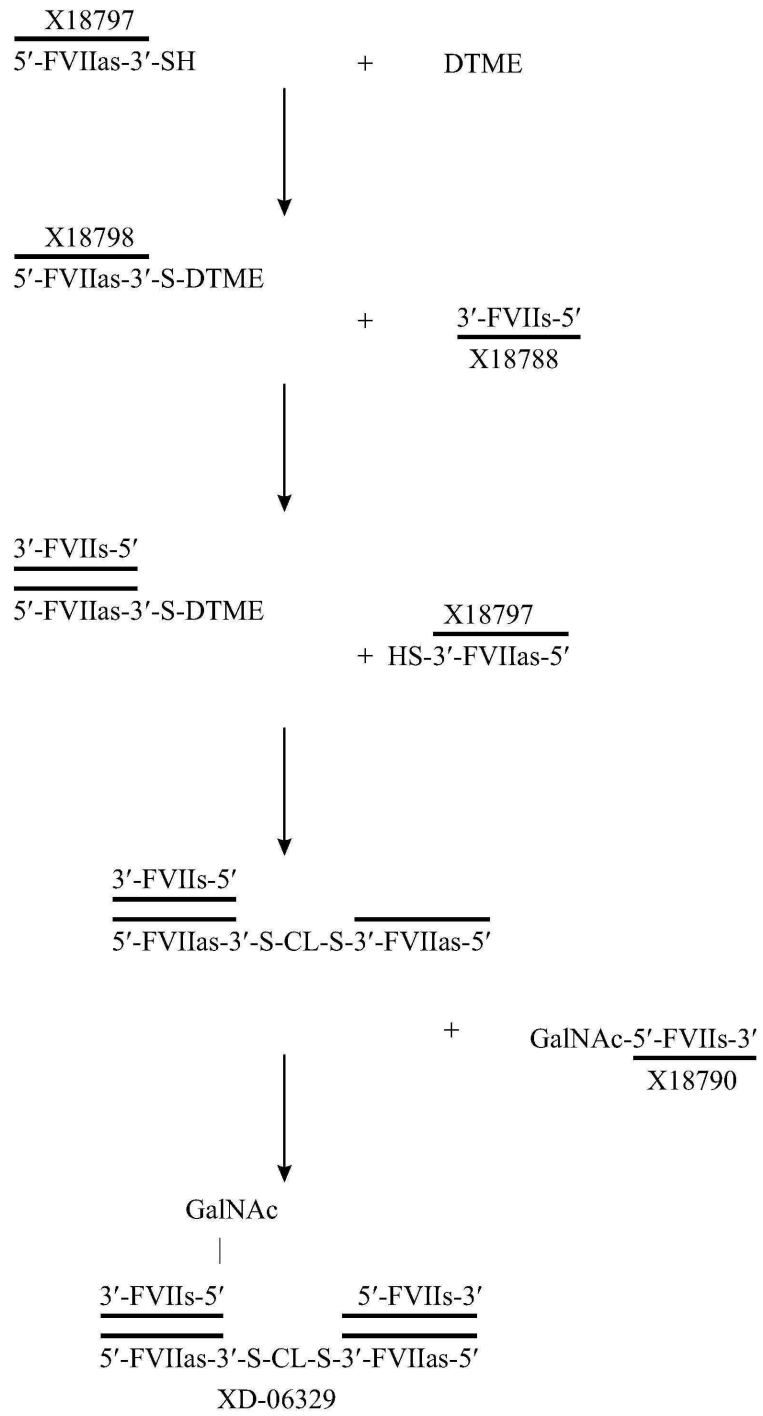 X18797
5′-FVIIas-3′-SH + DTME
X18798
5′-FVIIas-3′-S-DTME
+ 3′-FVIIs-5′
X18788
3′-FVIIs-5′
5′-FVIIas-3′-S-DTME
X18797
+ HS-3′-FVIIas-5′
3′-FVIIs-5′
5′-FVIIas-3′-S-CL-S-3′-FVIIas-5′
+ GalNAc-5′-FVIIs-3′
X18790
GalNAc
3′-FVIIs-5′ 5′-FVIIs-3′
5′-FVIIas-3′-S-CL-S-3′-FVIIas-5′
XD-06329